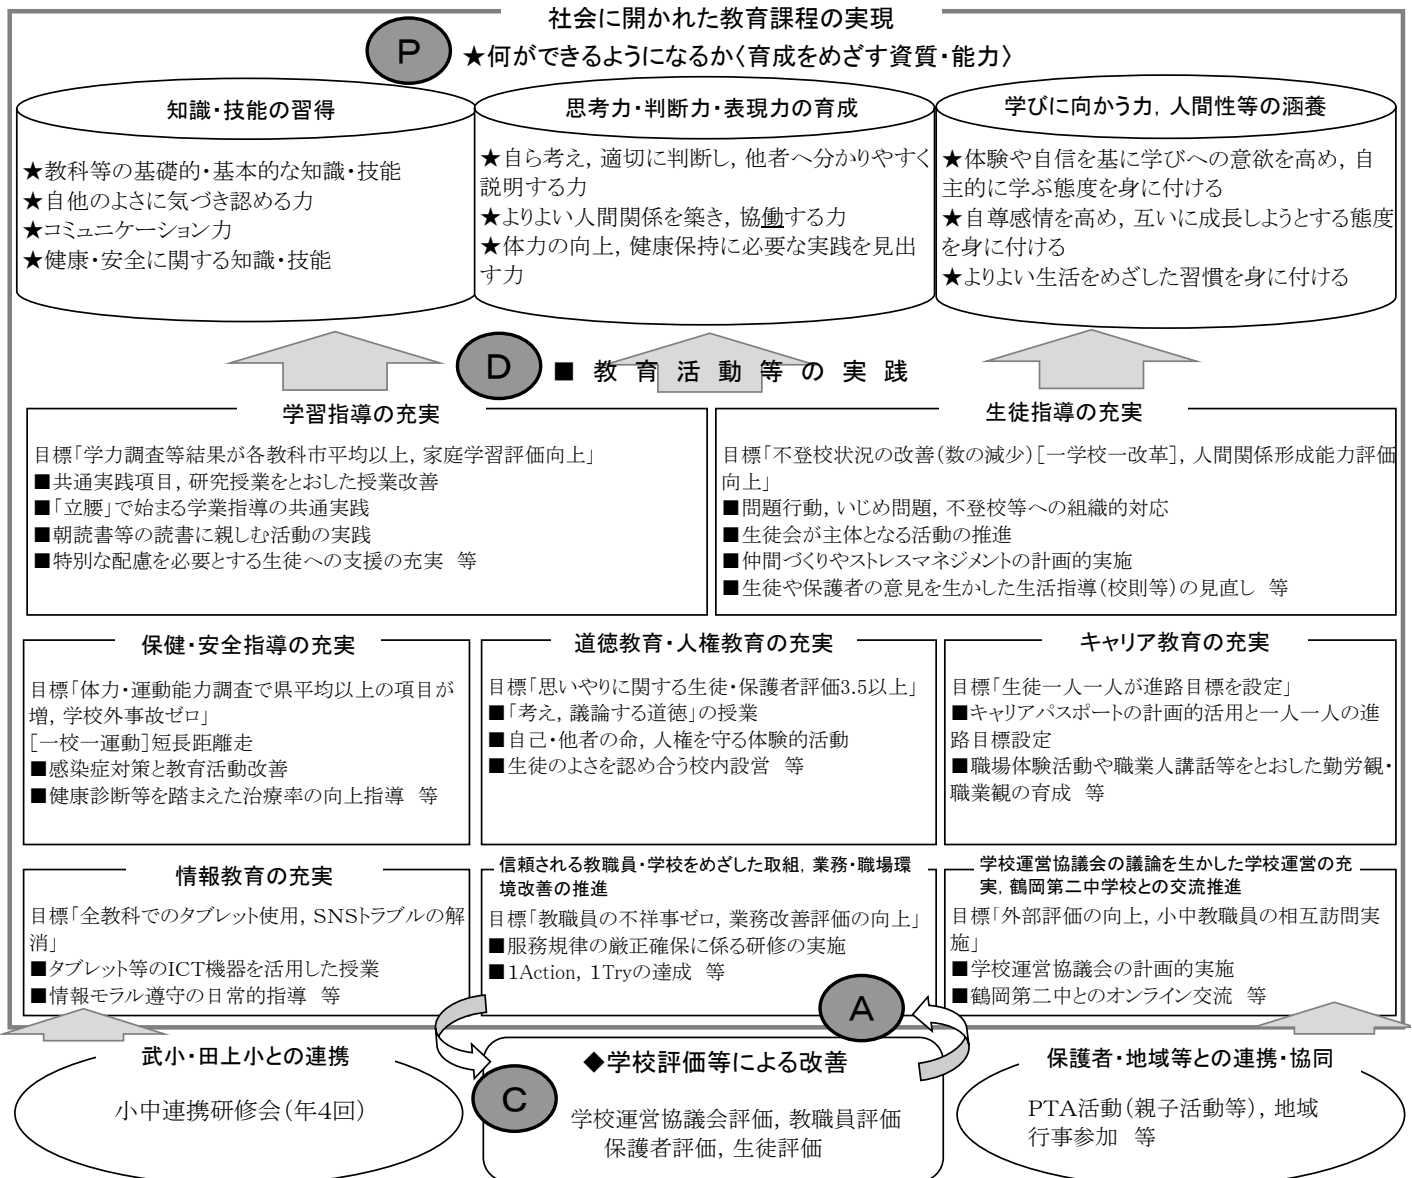 社会に開かれた教育課程の実現
P
★何ができるようになるか〈育成をめざす資質・能力〉
知識・技能の習得
★教科等の基礎的・基本的な知識・技能
★自他のよさに気づき認める力
★コミュニケーション力
★健康・安全に関する知識・技能
思考力・判断力・表現力の育成
★自ら考え，適切に判断し，他者へ分かりやすく
説明する力
★よりよい人間関係を築き，協働する力
★体力の向上，健康保持に必要な実践を見出
す力
学びに向かう力，人間性等の涵養
★体験や自信を基に学びへの意欲を高め，自
主的に学ぶ態度を身に付ける
★自尊感情を高め，互いに成長しようとする態度
を身に付ける
★よりよい生活をめざした習慣を身に付ける
D
■ 教 育 活 動 等 の 実 践
学習指導の充実
目標「学力調査等結果が各教科市平均以上，家庭学習評価向上」
■共通実践項目，研究授業をとおした授業改善
■「立腰」で始まる学業指導の共通実践
■朝読書等の読書に親しむ活動の実践
■特別な配慮を必要とする生徒への支援の充実　等
生徒指導の充実
目標「不登校状況の改善（数の減少）［一学校一改革］，人間関係形成能力評価
向上」
■問題行動，いじめ問題，不登校等への組織的対応
■生徒会が主体となる活動の推進
■仲間づくりやストレスマネジメントの計画的実施
■生徒や保護者の意見を生かした生活指導（校則等）の見直し　等
保健・安全指導の充実
目標「体力・運動能力調査で県平均以上の項目が
増，学校外事故ゼロ」
［一校一運動］短長距離走
■感染症対策と教育活動改善
■健康診断等を踏まえた治療率の向上指導　等
道徳教育・人権教育の充実
目標「思いやりに関する生徒・保護者評価3.5以上」
■「考え，議論する道徳」の授業
■自己・他者の命，人権を守る体験的活動
■生徒のよさを認め合う校内設営　等
キャリア教育の充実
目標「生徒一人一人が進路目標を設定」
■キャリアパスポートの計画的活用と一人一人の進
路目標設定
■職場体験活動や職業人講話等をとおした勤労観・
職業観の育成　等
情報教育の充実
目標「全教科でのタブレット使用，SNSトラブルの解
消」
■タブレット等のICT機器を活用した授業
■情報モラル遵守の日常的指導　等
信頼される教職員・学校をめざした取組，業務・職場環
境改善の推進
目標「教職員の不祥事ゼロ，業務改善評価の向上」
■服務規律の厳正確保に係る研修の実施
■1Action，1Tryの達成　等
A
学校運営協議会の議論を生かした学校運営の充
実，鶴岡第二中学校との交流推進
目標「外部評価の向上，小中教職員の相互訪問実
施」
■学校運営協議会の計画的実施
■鶴岡第二中とのオンライン交流　等
武小・田上小との連携
小中連携研修会（年4回）
C
◆学校評価等による改善
学校運営協議会評価，教職員評価
保護者評価，生徒評価
保護者・地域等との連携・協同
PTA活動（親子活動等），地域
行事参加　等